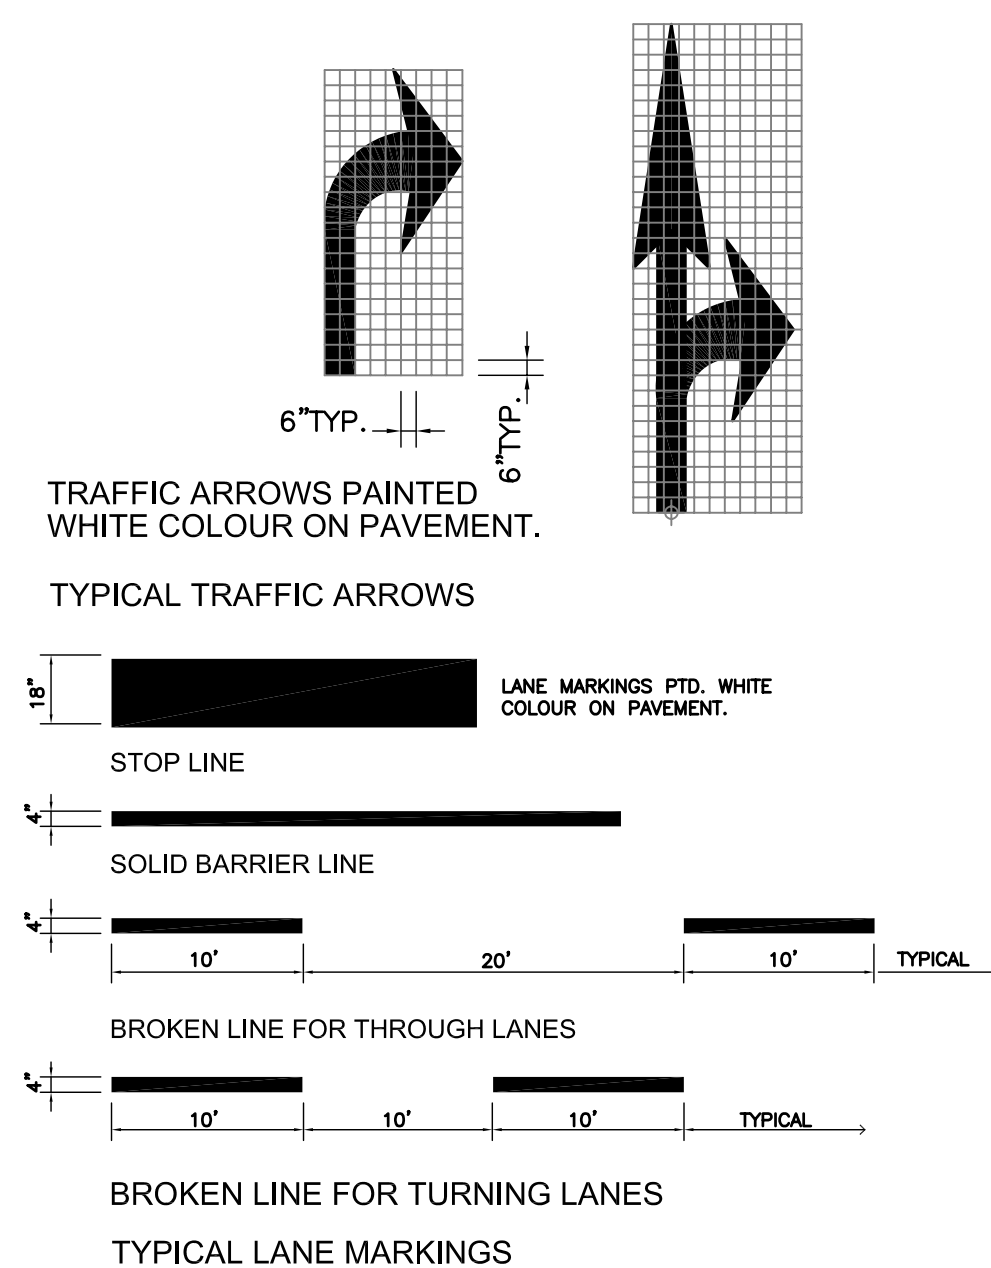 6”TYP.
6”TYP.
TRAFFIC ARROWS PAINTED
WHITE COLOUR ON PAVEMENT.
TYPICAL TRAFFIC ARROWS
18”
LANE MARKINGS PTD. WHITE
COLOUR ON PAVEMENT.
STOP LINE
4”
SOLID BARRIER LINE
4”
10’ 20’ 10’ TYPICAL
BROKEN LINE FOR THROUGH LANES
4”
10’ 10’ 10’ TYPICAL
BROKEN LINE FOR TURNING LANES
TYPICAL LANE MARKINGS